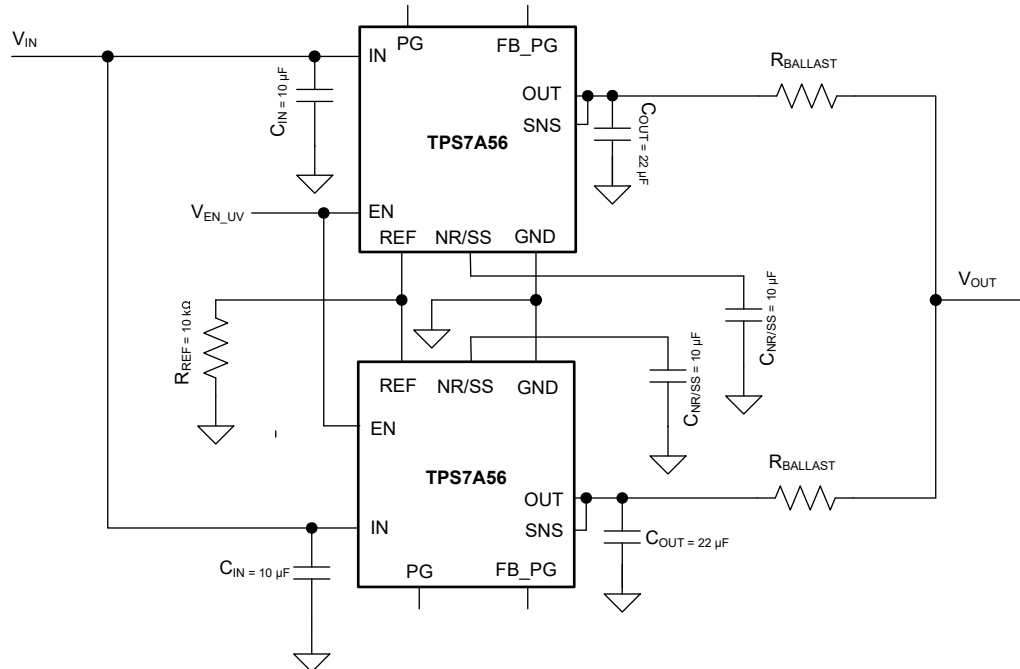 PG
FB_PG
VIN
IN
CIN = 10 µF
RBALLAST
OUT
SNS
COUT = 22 µF
TPS7A56
VEN_UV
EN
REF
NR/SS
GND
RREF = 10 kΩ
CNR/SS = 10 µF
VOUT
CNR/SS = 10 µF
REF
NR/SS
GND
EN
TPS7A56
RBALLAST
OUT
SNS
COUT = 22 µF
IN
CIN = 10 µF
PG
FB_PG